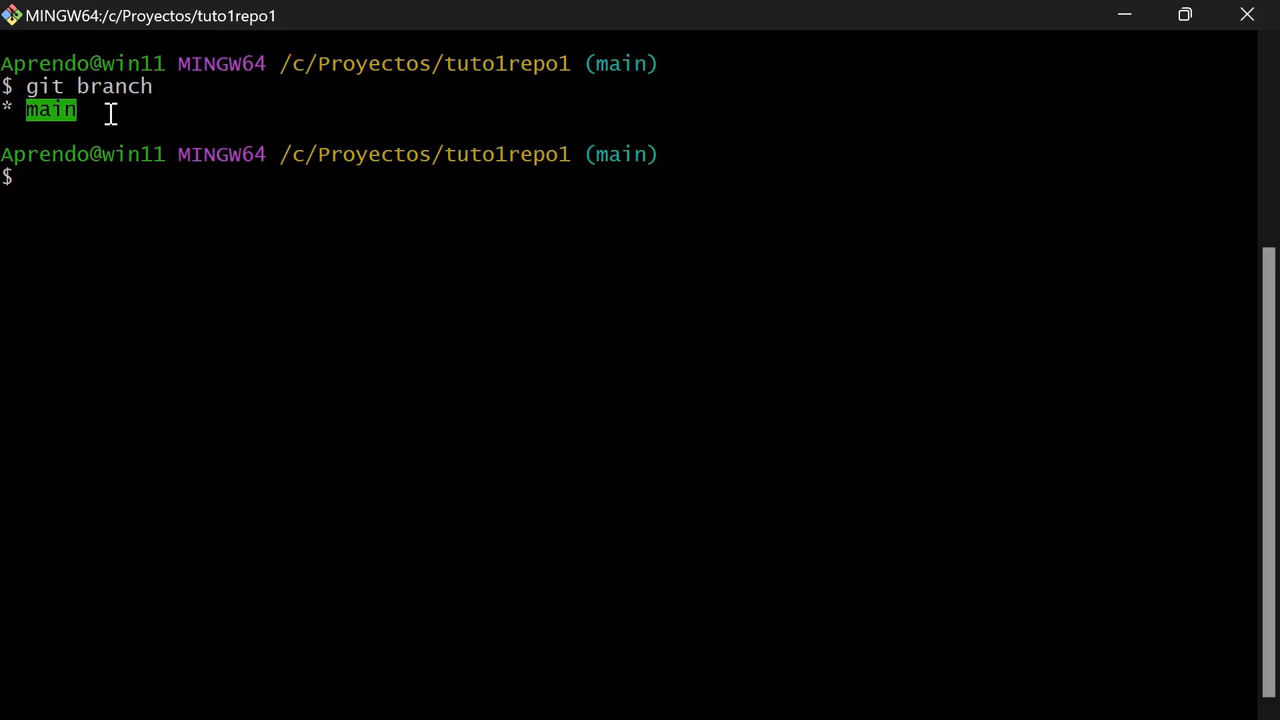 MINGW64:/c/Proyectos/tuto1repo1
Aprendo@win11 MINGW64 /c/Proyectos/tuto1repo1 (main)
$ git branch
* main
Aprendo@win11 MINGW64 /c/Proyectos/tuto1repo1 (main)
$